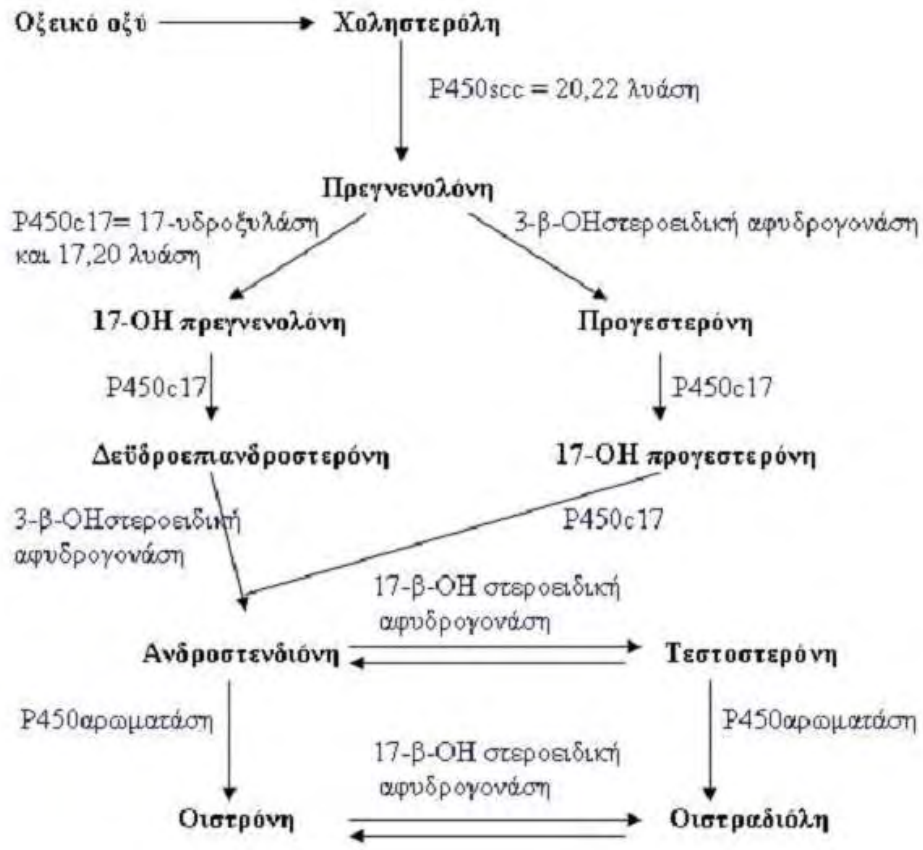 Οξεικό οξύ Χοληστερόλη
P450scc = 20,22 λυάση
Πρεγνενολόνη
P450c17= 17-υδροξυλάση
και 17,20 λυάση
3-β-ΟΗστεροειδική αφυδρογονάση
17-ΟΗ πρεγνενολόνη
Προγεστερόνη
P450c17
P450c17
Δεϋδροεπιανδροστερόνη
17-ΟΗ προγεστερόνη
3-β-ΟΗστεροειδική
αφυδρογονάση
P450c17
17-β-ΟΗ στεροειδική
αφυδρογονάση
Ανδροστενδιόνη
Τεστοστερόνη
P450αρωματάση
P450αρωματάση
17-β-ΟΗ στεροειδική
αφυδρογονάση
Οιστρόνη
Οιστραδιόλη